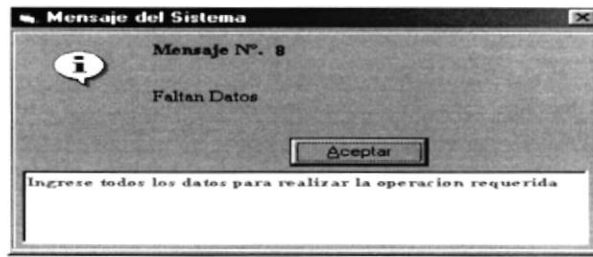 Mensaje del Sistema
Mensaje Nº. 8
Faltan Datos
Aceptar
Ingrese todos los datos para realizar la operacion requerida